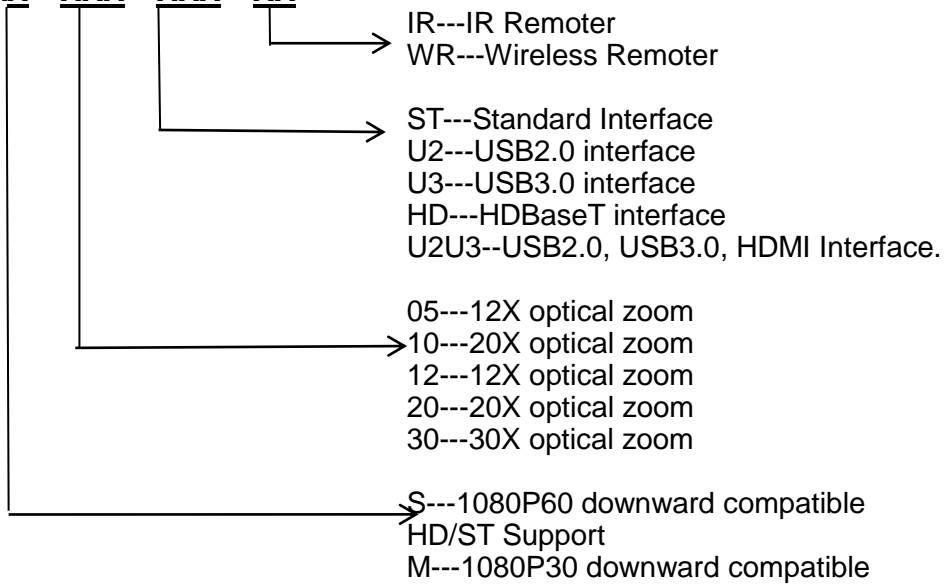 IR---IR Remoter
WR---Wireless Remoter
ST---Standard Interface
U2---USB2.0 interface
U3---USB3.0 interface
HD---HDBaseT interface
U2U3--USB2.0, USB3.0, HDMI Interface.
05---12X optical zoom
10---20X optical zoom
12---12X optical zoom
20---20X optical zoom
30---30X optical zoom
S---1080P60 downward compatible
HD/ST Support
M---1080P30 downward compatible